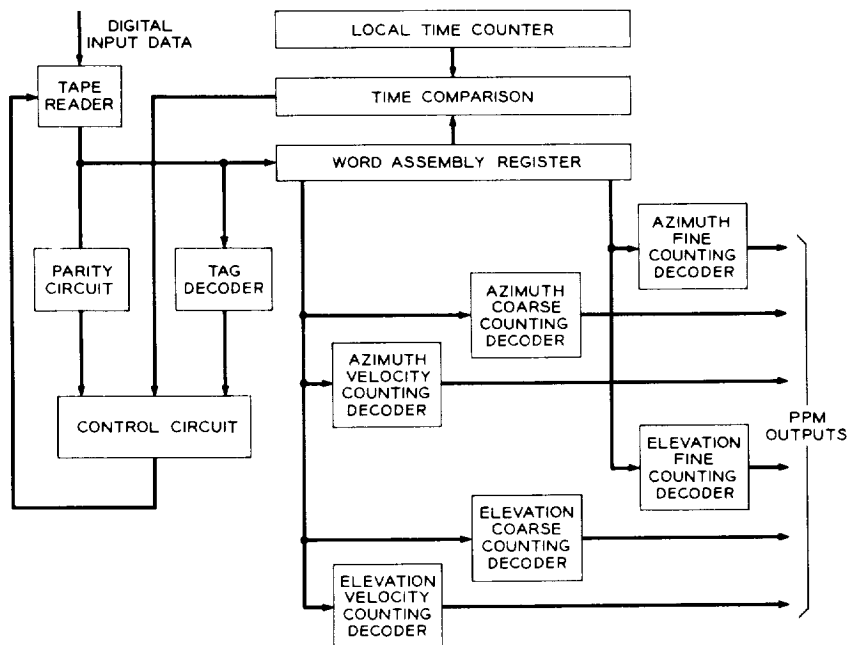 DIGITAL
INPUT DATA
LOCAL TIME COUNTER
TAPE
READER
TIME COMPARISON
WORD ASSEMBLY REGISTER
AZIMUTH
FINE
COUNTING
DECODER
PARITY
CIRCUIT
TAG
DECODER
AZIMUTH
COARSE
COUNTING
DECODER
AZIMUTH
VELOCITY
COUNTING
DECODER
CONTROL CIRCUIT
PPM
OUTPUTS
ELEVATION
FINE
COUNTING
DECODER
ELEVATION
COARSE
COUNTING
DECODER
ELEVATION
VELOCITY
COUNTING
DECODER